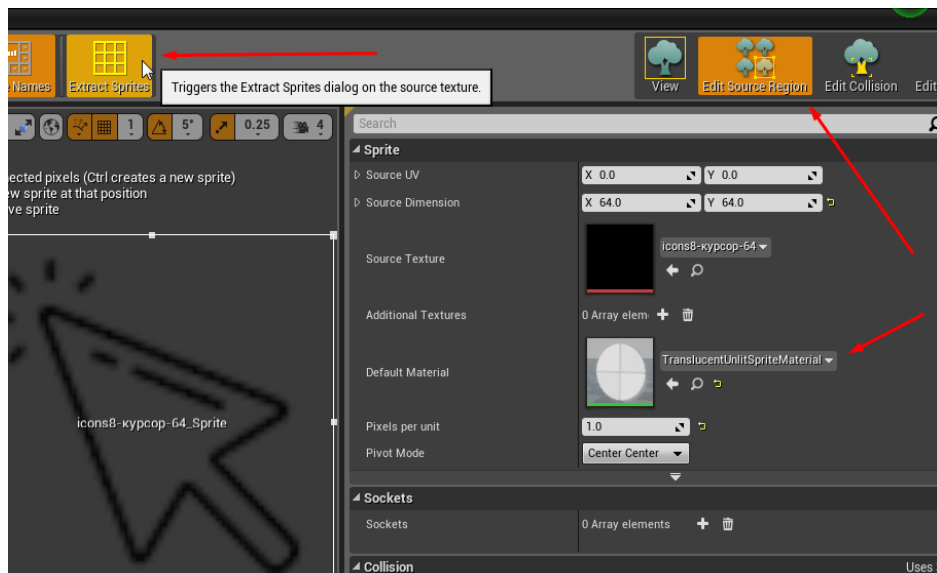 e Names
Extract Sprites
Triggers the Extract Sprites dialog on the source texture.
View
Edit Source Region
Edit Collision
Edit
1
5°
0.25
4
Search
ected pixels (Ctrl creates a new sprite)
ew sprite at that position
ve sprite
Sprite
Source UV
X 0.0
Y 0.0
Source Dimension
X 64.0
Y 64.0
Source Texture
icons8-курсор-64
Additional Textures
0 Array elem
Default Material
TranslucentUnlitSpriteMaterial
icons8-курсор-64_Sprite
Pixels per unit
1.0
Pivot Mode
Center Center
Sockets
Sockets
0 Array elements
Collision
Uses